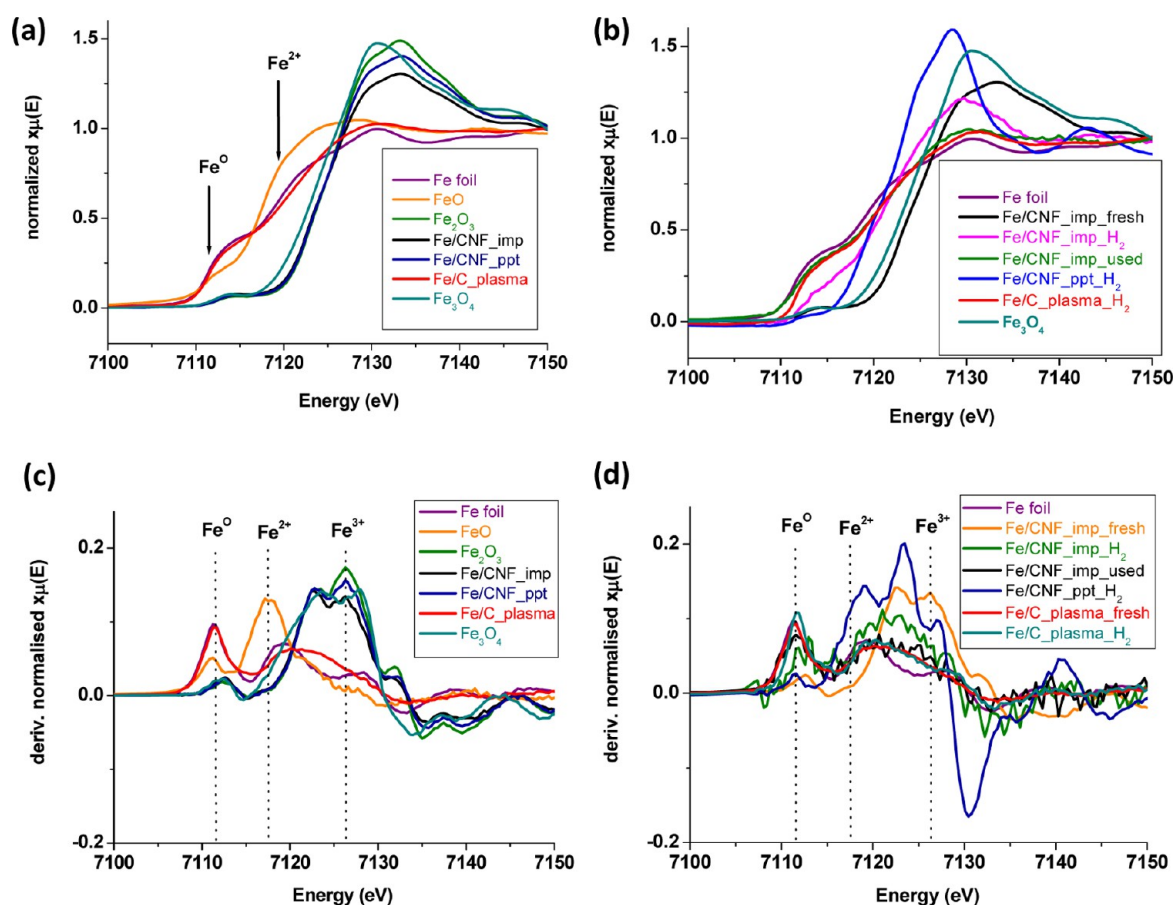 (a)
normalized xμ(E)
1.5
1.0
0.5
0.0
Fe⁰
Fe²⁺
Fe foil
FeO
Fe₂O₃
Fe/CNF_imp
Fe/CNF_ppt
Fe/C_plasma
Fe₃O₄
7100 7110 7120 7130 7140 7150
Energy (eV)
(b)
normalized xμ(E)
1.5
1.0
0.5
0.0
Fe foil
Fe/CNF_imp_fresh
Fe/CNF_imp_H₂
Fe/CNF_imp_used
Fe/CNF_ppt_H₂
Fe/C_plasma_H₂
Fe₃O₄
7100 7110 7120 7130 7140 7150
Energy (eV)
(c)
deriv. normalised xμ(E)
0.2
0.0
-0.2
Fe⁰ Fe²⁺ Fe³⁺
Fe foil
FeO
Fe₂O₃
Fe/CNF_imp
Fe/CNF_ppt
Fe/C_plasma
Fe₃O₄
7100 7110 7120 7130 7140 7150
Energy (eV)
(d)
deriv. normalised xμ(E)
0.2
0.0
-0.2
Fe⁰ Fe²⁺ Fe³⁺
Fe foil
Fe/CNF_imp_fresh
Fe/CNF_imp_H₂
Fe/CNF_imp_used
Fe/CNF_ppt_H₂
Fe/C_plasma_fresh
Fe/C_plasma_H₂
7100 7110 7120 7130 7140 7150
Energy (eV)